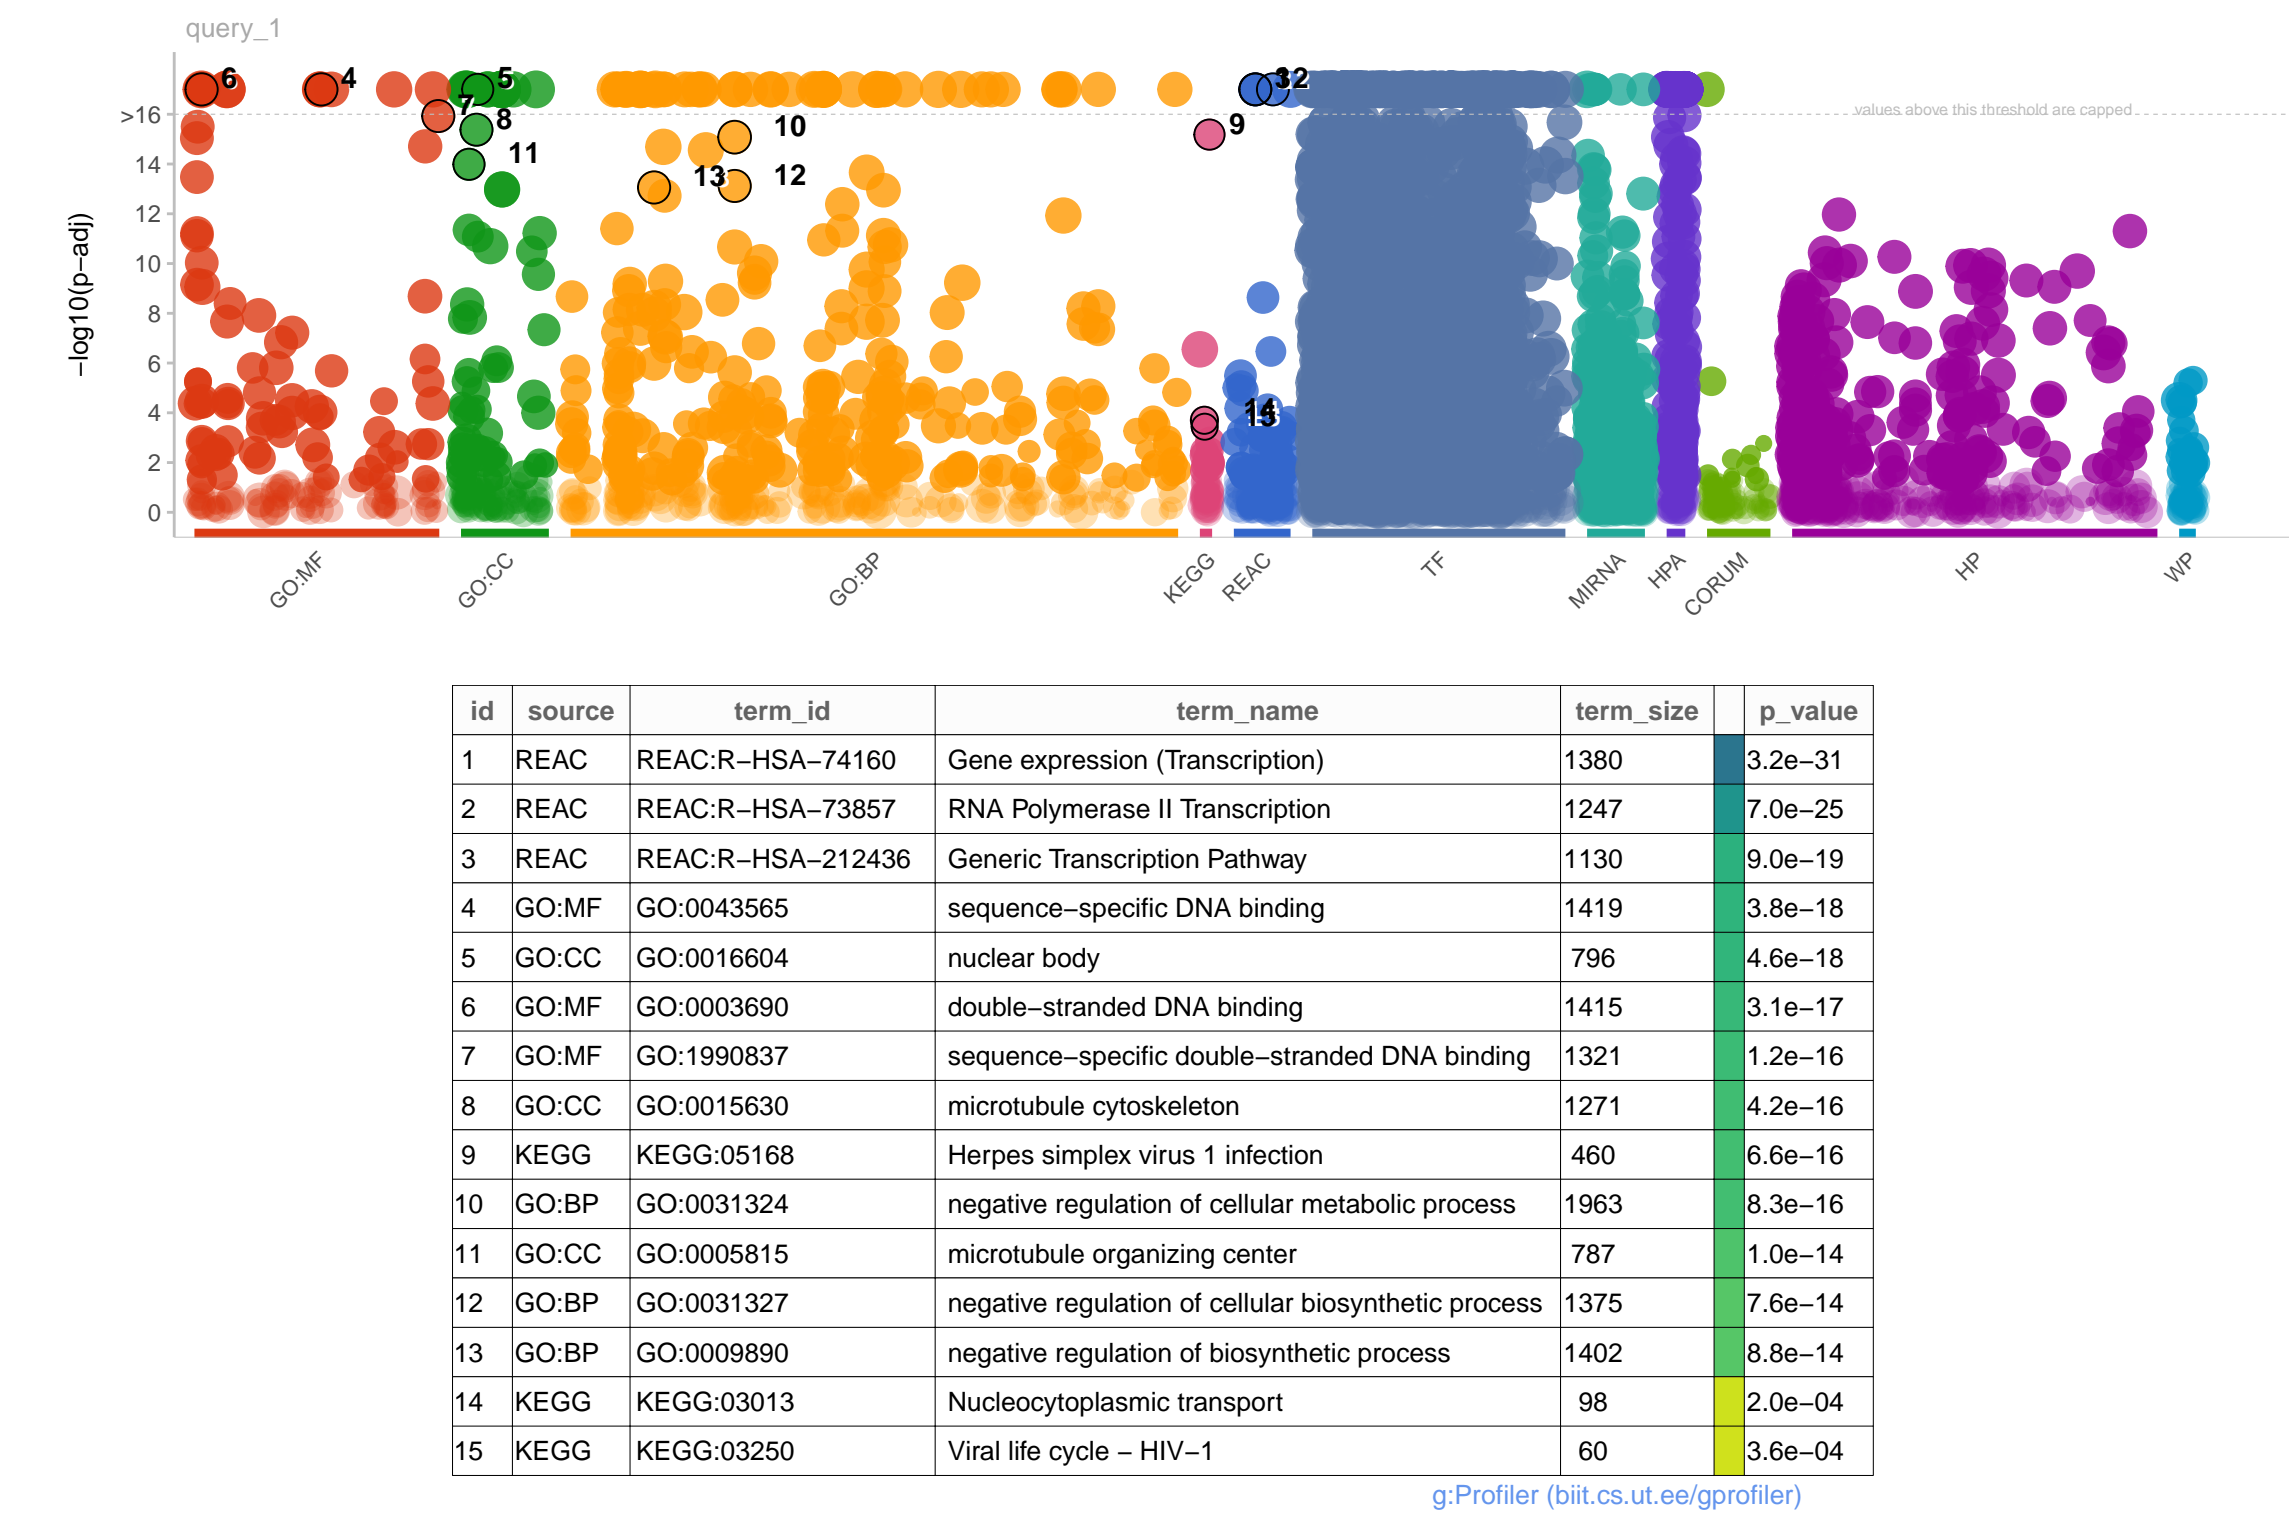 query_1
6
4
5
7
8
11
10
13
12
9
3
1
2
14
15
values above this threshold are capped
−log10(p−adj)
>16
14
12
10
8
6
4
2
0
GO:MF
GO:CC
GO:BP
KEGG
REAC
TF
MIRNA
HPA
CORUM
HP
WP
id source term_id term_name term_size p_value
1 REAC REAC:R−HSA−74160 Gene expression (Transcription) 1380 3.2e−31
2 REAC REAC:R−HSA−73857 RNA Polymerase II Transcription 1247 7.0e−25
3 REAC REAC:R−HSA−212436 Generic Transcription Pathway 1130 9.0e−19
4 GO:MF GO:0043565 sequence−specific DNA binding 1419 3.8e−18
5 GO:CC GO:0016604 nuclear body 796 4.6e−18
6 GO:MF GO:0003690 double−stranded DNA binding 1415 3.1e−17
7 GO:MF GO:1990837 sequence−specific double−stranded DNA binding 1321 1.2e−16
8 GO:CC GO:0015630 microtubule cytoskeleton 1271 4.2e−16
9 KEGG KEGG:05168 Herpes simplex virus 1 infection 460 6.6e−16
10 GO:BP GO:0031324 negative regulation of cellular metabolic process 1963 8.3e−16
11 GO:CC GO:0005815 microtubule organizing center 787 1.0e−14
12 GO:BP GO:0031327 negative regulation of cellular biosynthetic process 1375 7.6e−14
13 GO:BP GO:0009890 negative regulation of biosynthetic process 1402 8.8e−14
14 KEGG KEGG:03013 Nucleocytoplasmic transport 98 2.0e−04
15 KEGG KEGG:03250 Viral life cycle − HIV−1 60 3.6e−04
g:Profiler (biit.cs.ut.ee/gprofiler)